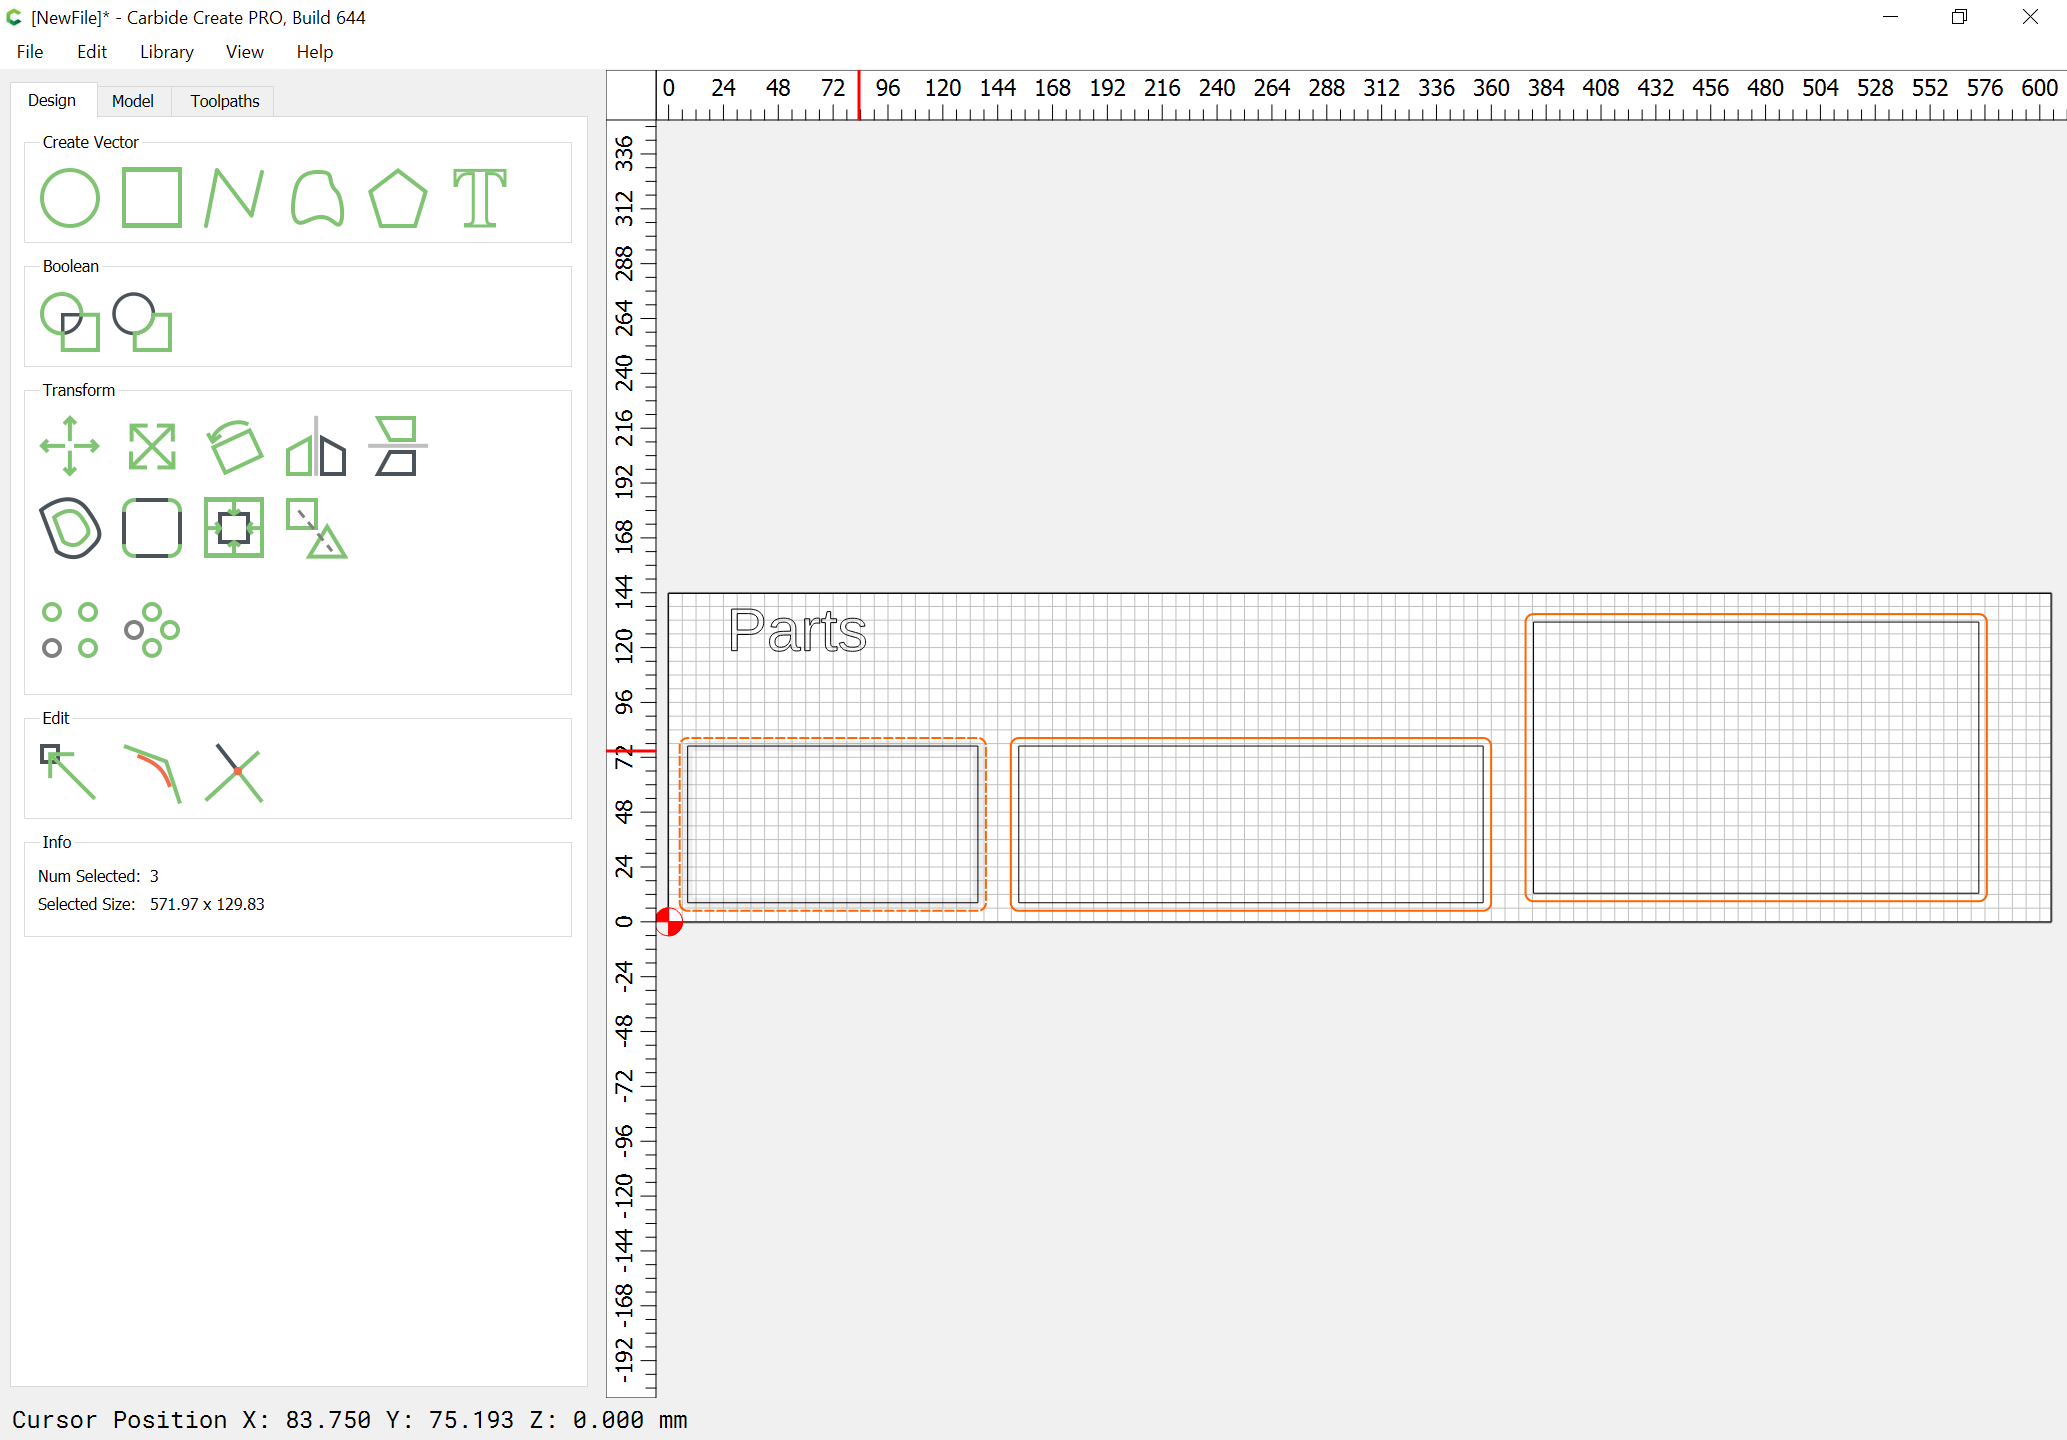 [NewFile]* - Carbide Create PRO, Build 644
File Edit Library View Help
Design Model Toolpaths
Create Vector
Boolean
Transform
Edit
Info
Num Selected: 3
Selected Size: 571.97 x 129.83
0 24 48 72 96 120 144 168 192 216 240 264 288 312 336 360 384 408 432 456 480 504 528 552 576 600
336
312
288
264
240
216
192
168
144
120
96
72
48
24
0
-24
-48
-72
-96
-120
-144
-168
-192
Parts
Cursor Position X: 83.750 Y: 75.193 Z: 0.000 mm